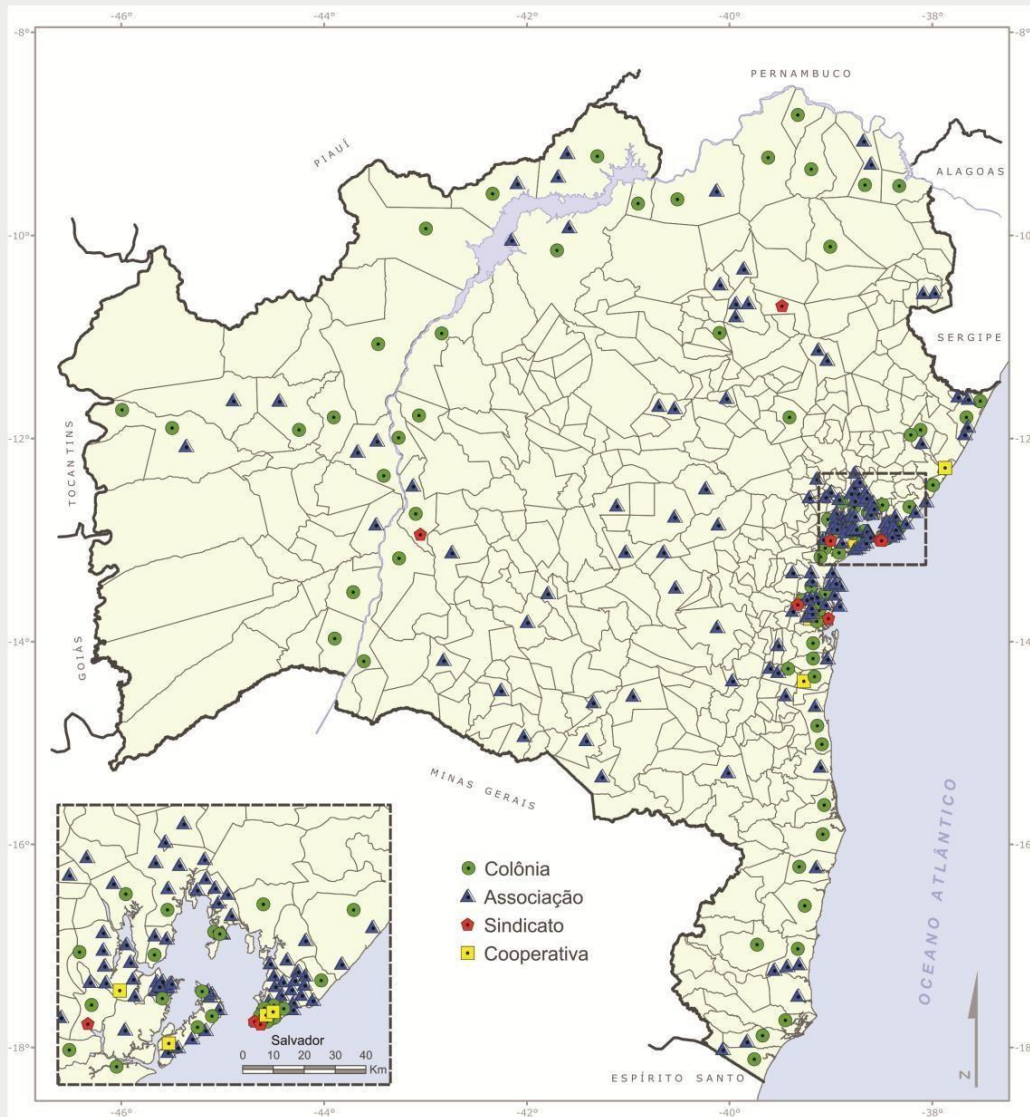 -46°
-44°
-42°
-40°
-38°
-8°
PERNAMBUCO
PIAUÍ
ALAGOAS
-10°
-10°
SERGIPE
TOCANTINS
-12°
-12°
GOIÁS
-14°
-14°
MINAS GERAIS
OCEANO ATLÂNTICO
-16°
-16°
Colônia
Associação
Sindicato
Cooperativa
-18°
-18°
Salvador
0 10 20 30 40
Km
ESPÍRITO SANTO
N
-46°
-44°
-42°
-40°
-38°